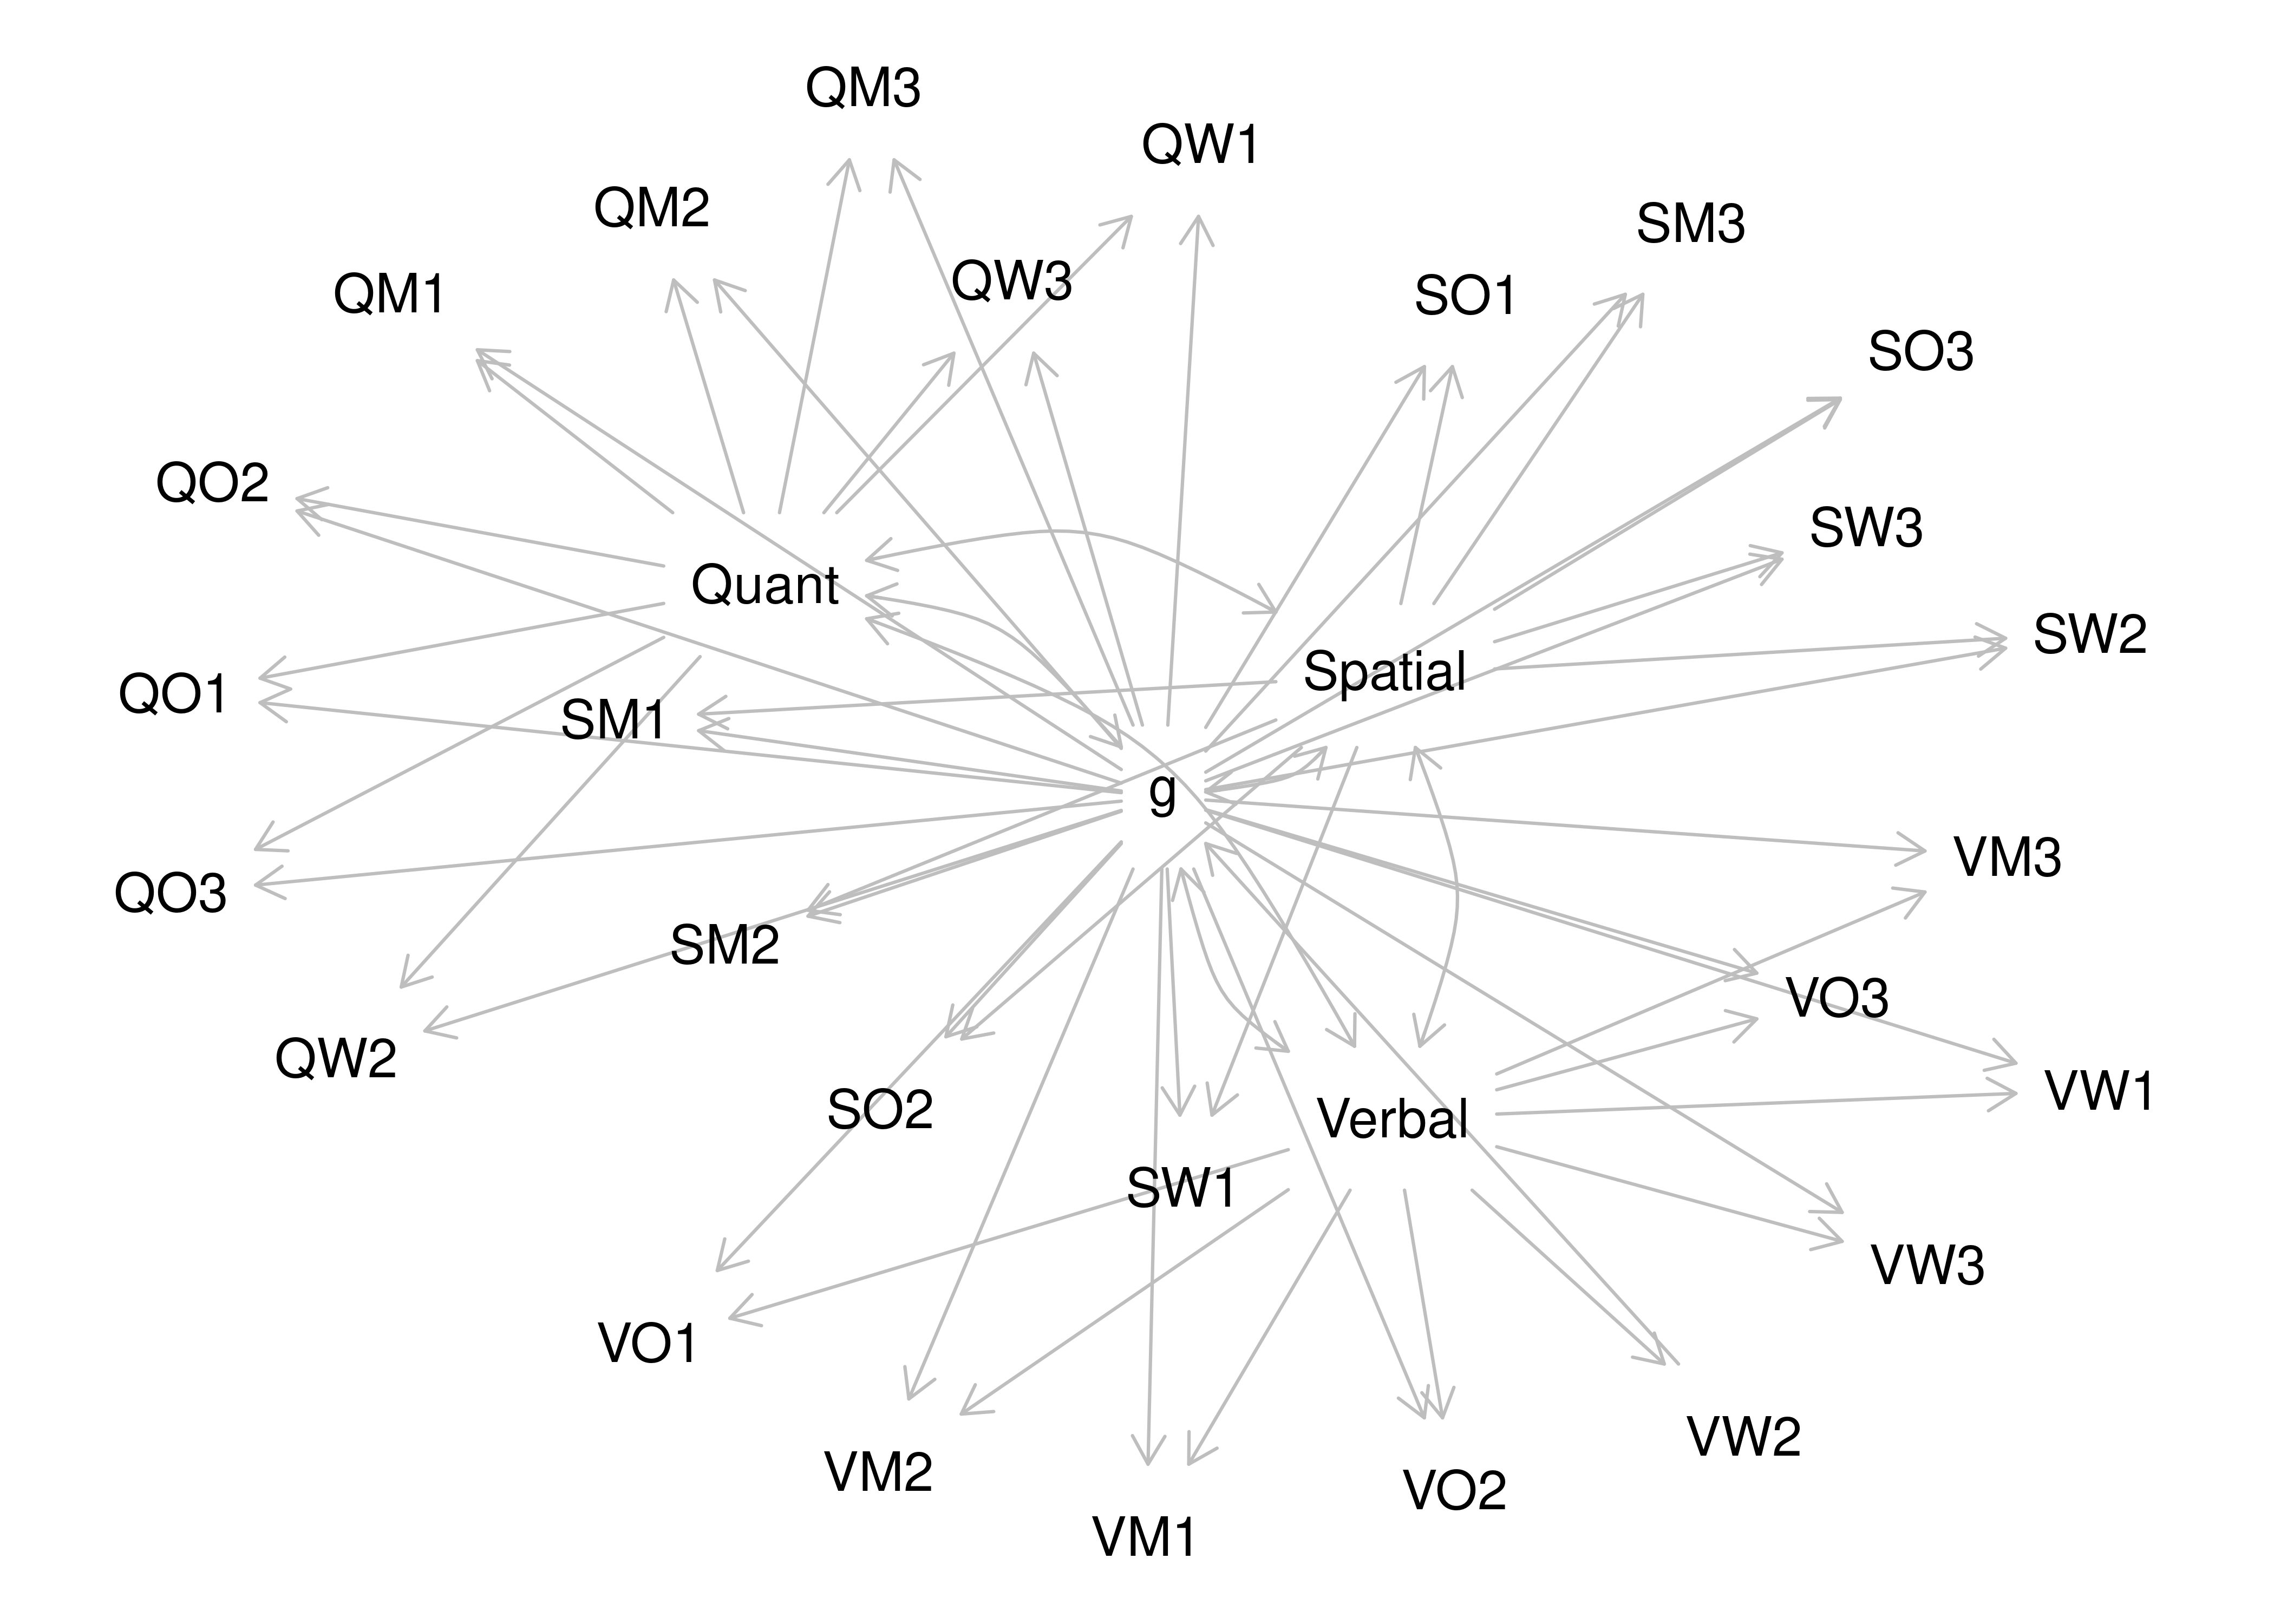 QM3
QW1
QM2
SM3
QW3
QM1
SO1
SO3
QO2
SW3
Quant
SW2
Spatial
QO1
SM1
g
VM3
QO3
SM2
VO3
QW2
VW1
SO2
Verbal
SW1
VW3
VO1
VW2
VM2
VO2
VM1